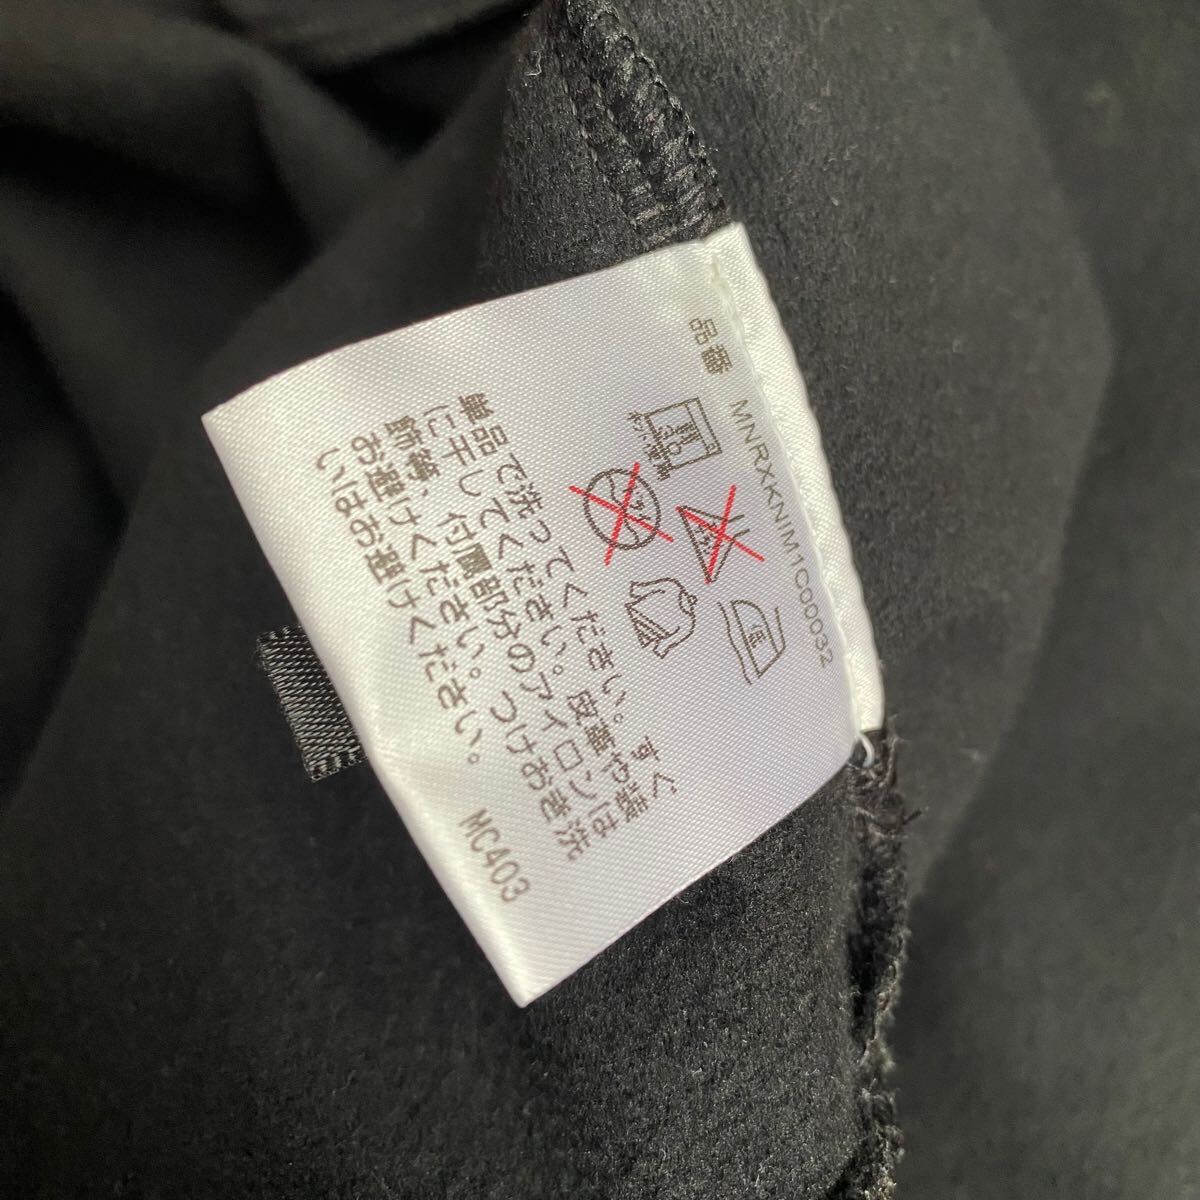 品番 MNRXKNIM1C00032
単品で洗ってください。すぐ
に干してください。皮革や装
飾等、付属部分のアイロンは
お避けください。つけおき洗
いはお避けください。
MC403